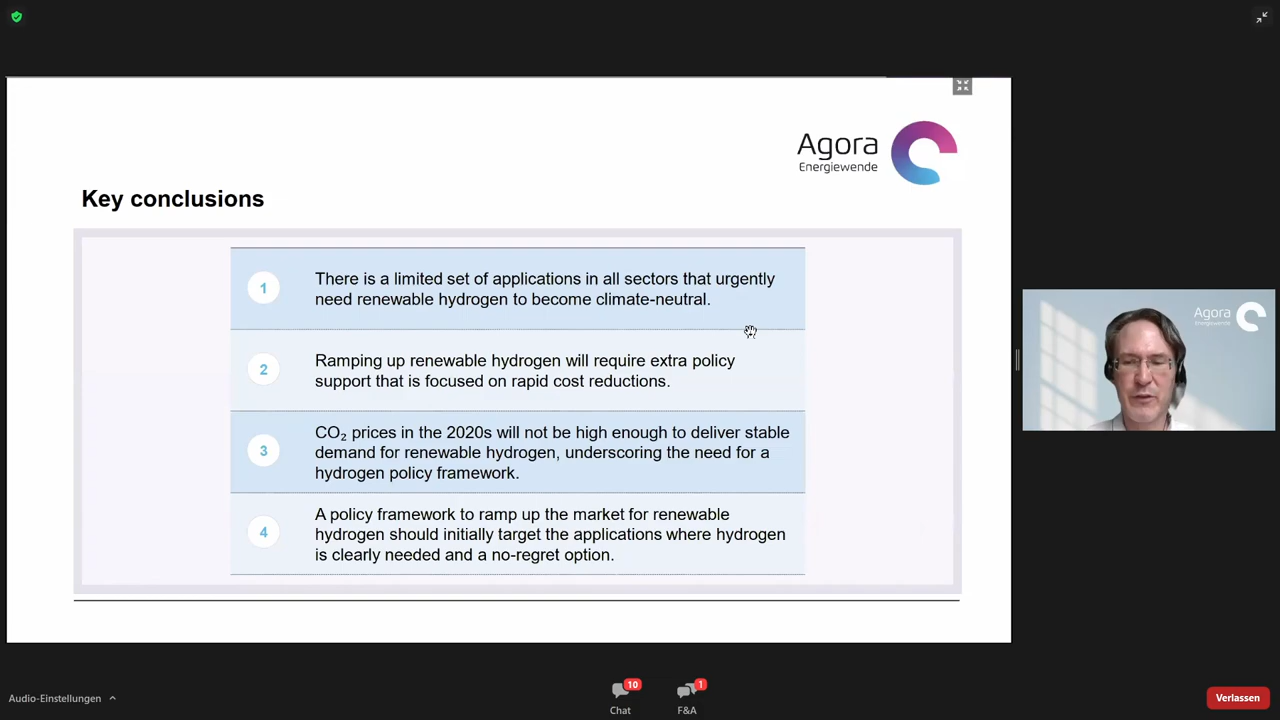 Agora
Energiewende
Key conclusions
1
There is a limited set of applications in all sectors that urgently
need renewable hydrogen to become climate-neutral.
2
Ramping up renewable hydrogen will require extra policy
support that is focused on rapid cost reductions.
3
CO₂ prices in the 2020s will not be high enough to deliver stable
demand for renewable hydrogen, underscoring the need for a
hydrogen policy framework.
4
A policy framework to ramp up the market for renewable
hydrogen should initially target the applications where hydrogen
is clearly needed and a no-regret option.
Agora
Energiewende
Audio-Einstellungen
10
Chat
1
F&A
Verlassen